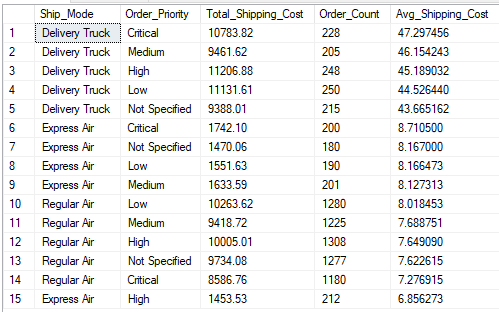 Ship_Mode Order_Priority Total_Shipping_Cost Order_Count Avg_Shipping_Cost
1 Delivery Truck Critical 10783.82 228 47.297456
2 Delivery Truck Medium 9461.62 205 46.154243
3 Delivery Truck High 11206.88 248 45.189032
4 Delivery Truck Low 11131.61 250 44.526440
5 Delivery Truck Not Specified 9388.01 215 43.665162
6 Express Air Critical 1742.10 200 8.710500
7 Express Air Not Specified 1470.06 180 8.167000
8 Express Air Low 1551.63 190 8.166473
9 Express Air Medium 1633.59 201 8.127313
10 Regular Air Low 10263.62 1280 8.018453
11 Regular Air Medium 9418.72 1225 7.688751
12 Regular Air High 10005.01 1308 7.649090
13 Regular Air Not Specified 9734.08 1277 7.622615
14 Regular Air Critical 8586.76 1180 7.276915
15 Express Air High 1453.53 212 6.856273